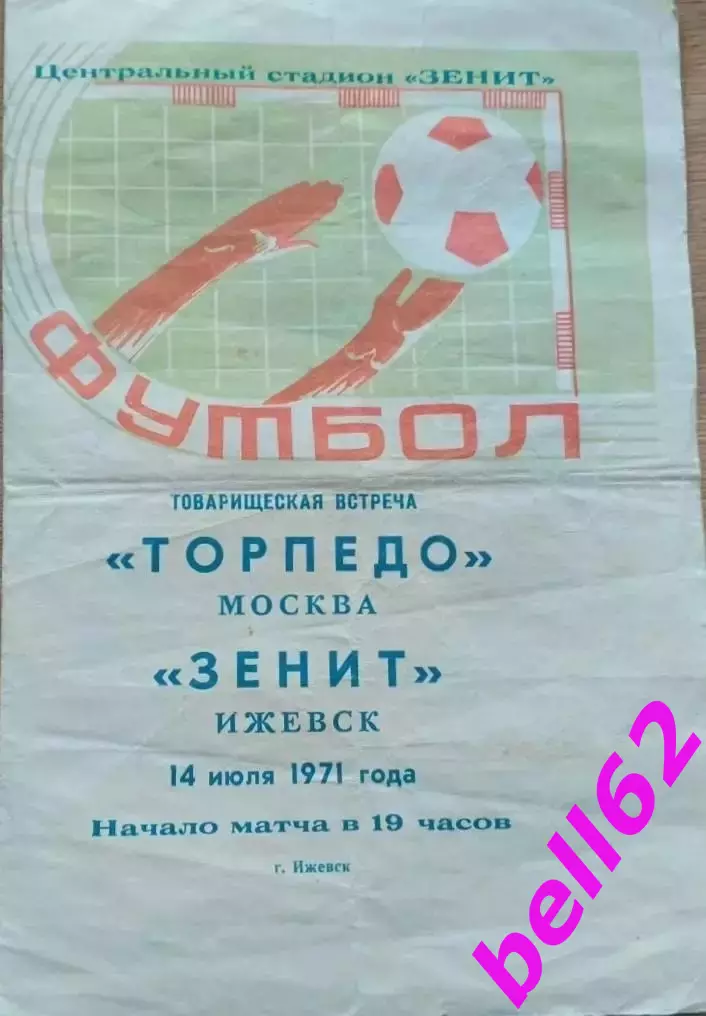 Центральный стадион «ЗЕНИТ»
ФУТБОЛ
ТОВАРИЩЕСКАЯ ВСТРЕЧА
«ТОРПЕДО»
МОСКВА
«ЗЕНИТ»
ИЖЕВСК
14 июля 1971 года
Начало матча в 19 часов
г. Ижевск
bell62